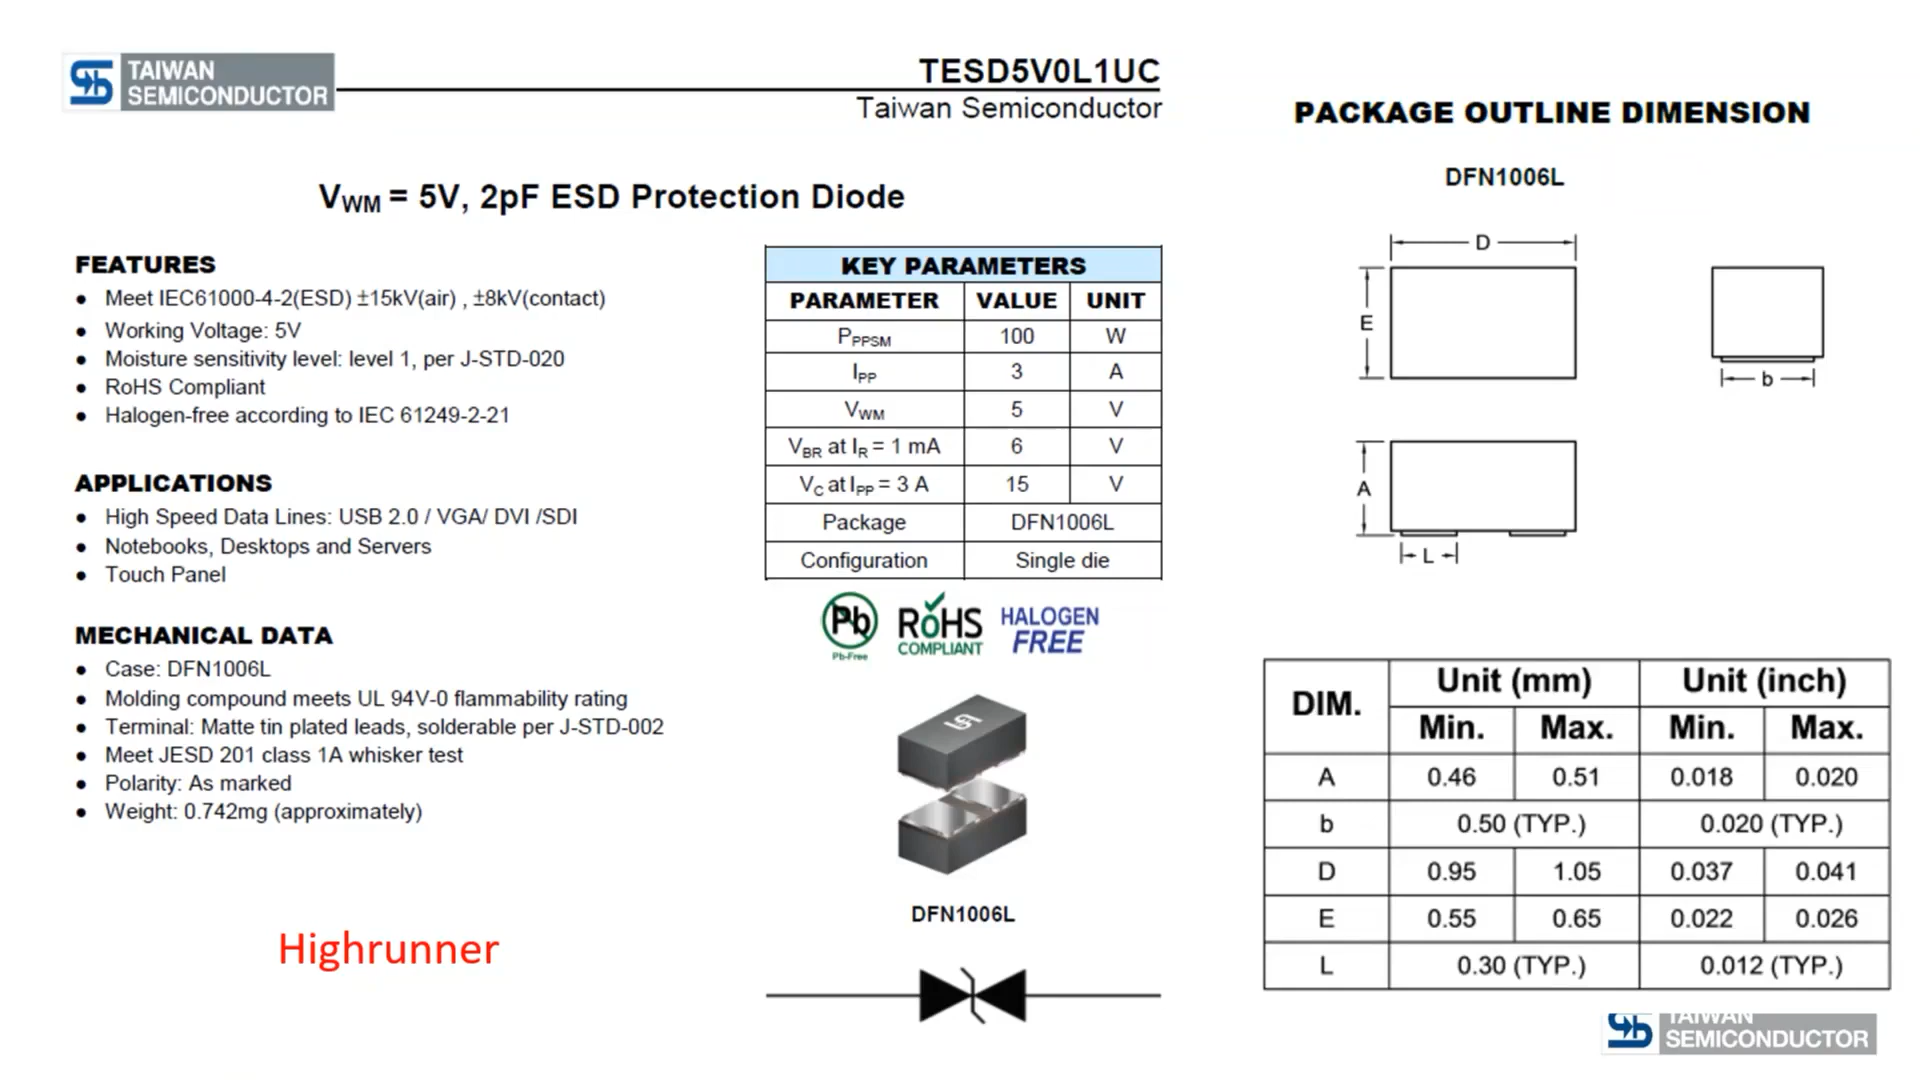 TAIWAN
SEMICONDUCTOR
TESD5V0L1UC
Taiwan Semiconductor
VWM = 5V, 2pF ESD Protection Diode
FEATURES
● Meet IEC61000-4-2(ESD) ±15kV(air) , ±8kV(contact)
● Working Voltage: 5V
● Moisture sensitivity level: level 1, per J-STD-020
● RoHS Compliant
● Halogen-free according to IEC 61249-2-21
APPLICATIONS
● High Speed Data Lines: USB 2.0 / VGA/ DVI /SDI
● Notebooks, Desktops and Servers
● Touch Panel
MECHANICAL DATA
● Case: DFN1006L
● Molding compound meets UL 94V-0 flammability rating
● Terminal: Matte tin plated leads, solderable per J-STD-002
● Meet JESD 201 class 1A whisker test
● Polarity: As marked
● Weight: 0.742mg (approximately)
Highrunner
KEY PARAMETERS
PARAMETER VALUE UNIT
PPPSM 100 W
IPP 3 A
VWM 5 V
VBR at IR = 1 mA 6 V
VC at IPP = 3 A 15 V
Package DFN1006L
Configuration Single die
Pb
Pb-Free
RoHS
COMPLIANT
HALOGEN
FREE
DFN1006L
PACKAGE OUTLINE DIMENSION
DFN1006L
D
E
b
A
L
DIM. Unit (mm) Unit (inch)
Min. Max. Min. Max.
A 0.46 0.51 0.018 0.020
b 0.50 (TYP.) 0.020 (TYP.)
D 0.95 1.05 0.037 0.041
E 0.55 0.65 0.022 0.026
L 0.30 (TYP.) 0.012 (TYP.)
TAIWAN
SEMICONDUCTOR